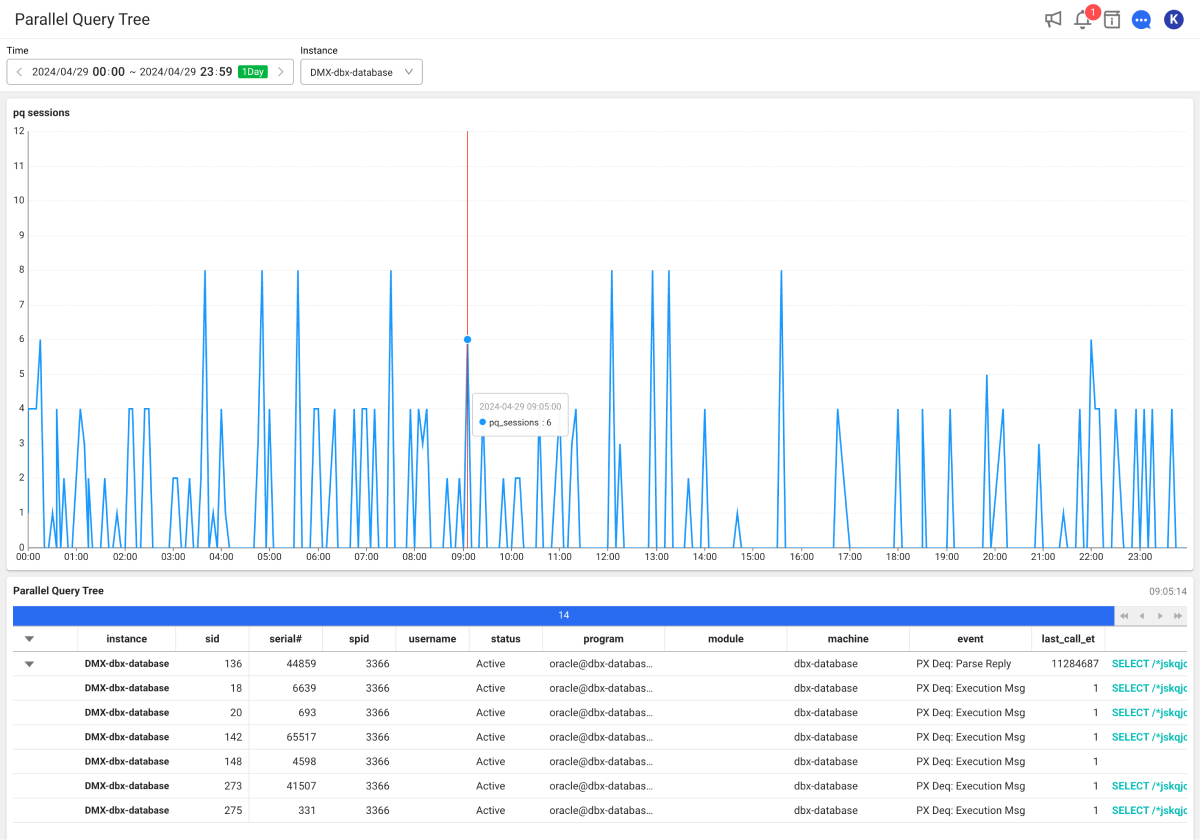 Parallel Query Tree
1
K
Time
Instance
2024/04/29 00:00 ~ 2024/04/29 23:59 1Day
DMX-dbx-database
pq sessions
12
11
10
9
8
7
6
5
4
3
2
1
0
2024-04-29 09:05:00
pq_sessions : 6
00:00 01:00 02:00 03:00 04:00 05:00 06:00 07:00 08:00 09:00 10:00 11:00 12:00 13:00 14:00 15:00 16:00 17:00 18:00 19:00 20:00 21:00 22:00 23:00
Parallel Query Tree 09:05:14
14
instance sid serial# spid username status program module machine event last_call_et
DMX-dbx-database 136 44859 3366 Active oracle@dbx-databas... dbx-database PX Deq: Parse Reply 11284687 SELECT /*jskqjc
DMX-dbx-database 18 6639 3366 Active oracle@dbx-databas... dbx-database PX Deq: Execution Msg 1 SELECT /*jskqjc
DMX-dbx-database 20 693 3366 Active oracle@dbx-databas... dbx-database PX Deq: Execution Msg 1 SELECT /*jskqjc
DMX-dbx-database 142 65517 3366 Active oracle@dbx-databas... dbx-database PX Deq: Execution Msg 1 SELECT /*jskqjc
DMX-dbx-database 148 4598 3366 Active oracle@dbx-databas... dbx-database PX Deq: Execution Msg 1
DMX-dbx-database 273 41507 3366 Active oracle@dbx-databas... dbx-database PX Deq: Execution Msg 1 SELECT /*jskqjc
DMX-dbx-database 275 331 3366 Active oracle@dbx-databas... dbx-database PX Deq: Execution Msg 1 SELECT /*jskqjc